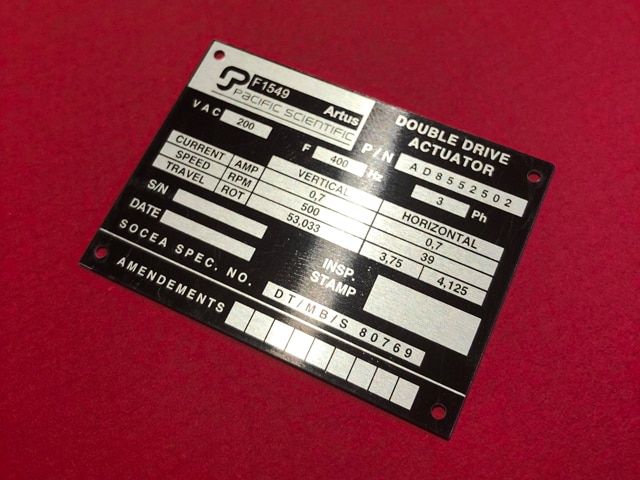 F1549 Artus
PACIFIC SCIENTIFIC
DOUBLE DRIVE
ACTUATOR
VAC 200 F 400 Hz P/N AD8552502
3 Ph
VERTICAL HORIZONTAL
CURRENT AMP 0,7 0,7
SPEED RPM 500 39
TRAVEL ROT 53,033 3,75 4,125
S/N
DATE
INSP.
STAMP
SOCEA SPEC. NO. DT/MB/S 80769
AMENDEMENTS